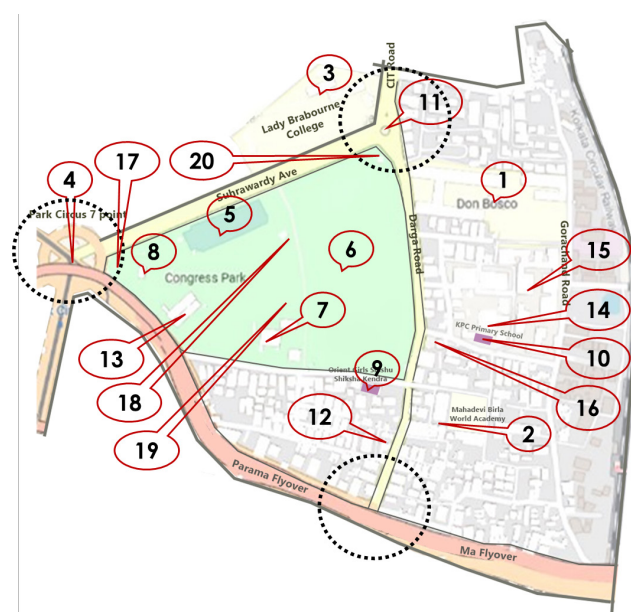 CIT Road
3
Lady Brabourne
College
11
20
17
4
Suhrawardy Ave
1
Don Bosco
Park Circus 7 point
5
Kolkata Circular Railway
8
6
Congress Park
Darga Road
Gorachand Road
15
7
14
KPC Primary School
13
10
18
9
Orient Girls Sishu
Shiksha Kendra
16
19
12
Mahadevi Birla
World Academy
2
Parama Flyover
Ma Flyover